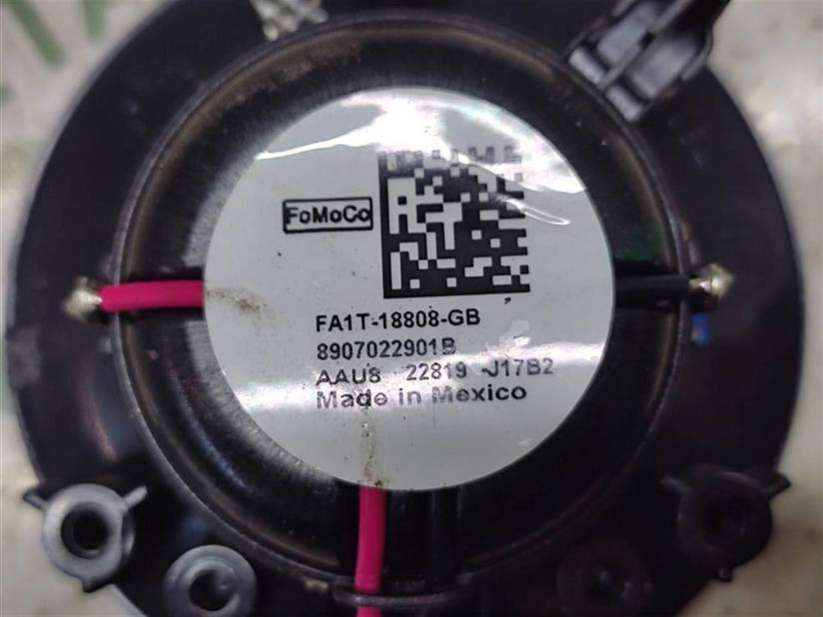 FoMoCo
FA1T-18808-GB
8907022901B
AAU8 22819 J17B2
Made in Mexico